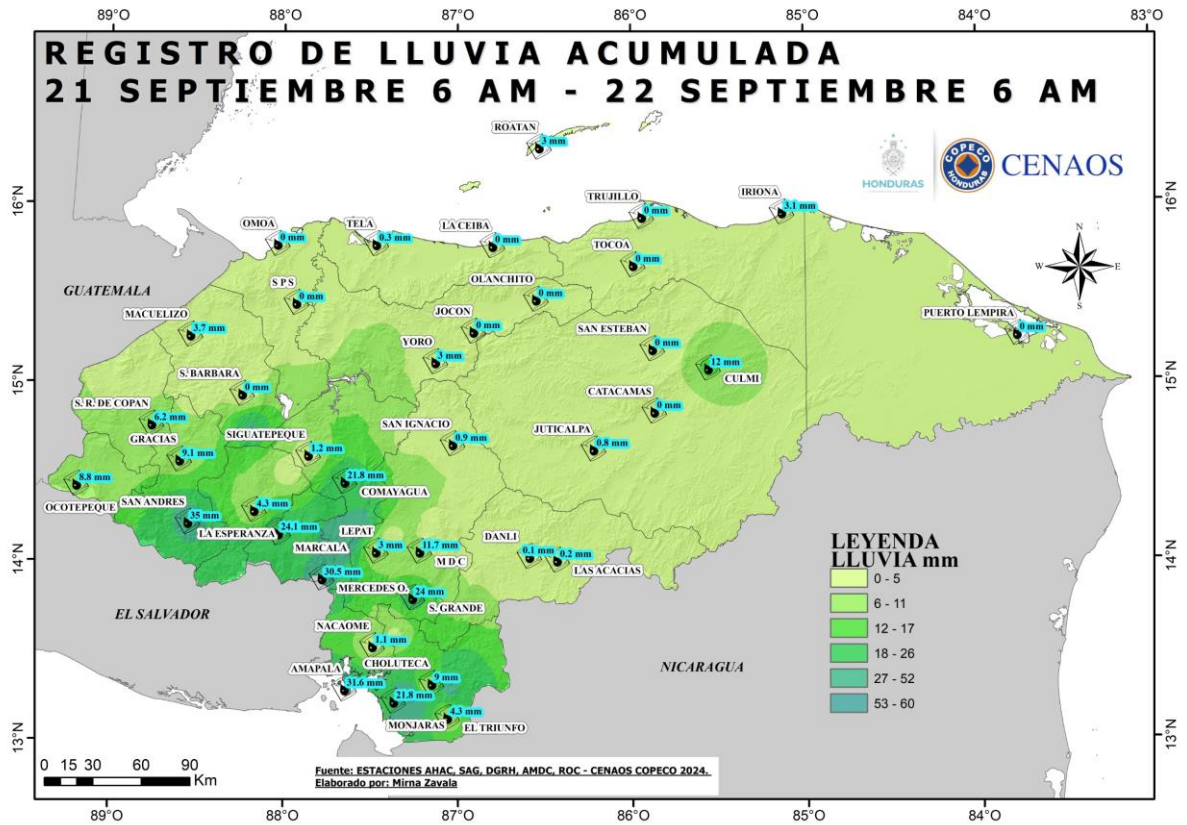 89°O 88°O 87°O 86°O 85°O 84°O 83°O
REGISTRO DE LLUVIA ACUMULADA
21 SEPTIEMBRE 6 AM - 22 SEPTIEMBRE 6 AM
ROATAN
3 mm
HONDURAS
COPECO
HONDURAS
CENAOS
16°N
16°N
TRUJILLO
0 mm
IRIONA
3.1 mm
OMOA
0 mm
TELA
0.3 mm
LA CEIBA
0 mm
TOCOA
0 mm
N
W
E
S
GUATEMALA
S P S
0 mm
OLANCHITO
0 mm
MACUELIZO
3.7 mm
JOCON
0 mm
SAN ESTEBAN
0 mm
PUERTO LEMPIRA
0 mm
YORO
3 mm
12 mm
CULMI
15°N
15°N
S. BARBARA
0 mm
CATACAMAS
0 mm
S. R. DE COPAN
6.2 mm
SAN IGNACIO
0.9 mm
JUTICALPA
0.8 mm
GRACIAS
9.1 mm
SIGUATEPEQUE
1.2 mm
8.8 mm
OCOTEPEQUE
21.8 mm
COMAYAGUA
SAN ANDRES
35 mm
4.3 mm
LA ESPERANZA
24.1 mm
MARCALA
LEPAT
3 mm
11.7 mm
M D C
DANLI
0.1 mm
0.2 mm
LAS ACACIAS
14°N
14°N
30.5 mm
MERCEDES O.
24 mm
S. GRANDE
EL SALVADOR
NACAOME
1.1 mm
CHOLUTECA
9 mm
AMAPALA
31.6 mm
21.8 mm
MONJARAS
4.3 mm
EL TRIUNFO
NICARAGUA
LEYENDA
LLUVIA mm
0 - 5
6 - 11
12 - 17
18 - 26
27 - 52
53 - 60
13°N
13°N
0 15 30 60 90
Km
Fuente: ESTACIONES AHAC, SAG, DGRH, AMDC, ROC - CENAOS COPECO 2024.
Elaborado por: Mirna Zavala
89°O 88°O 87°O 86°O 85°O 84°O